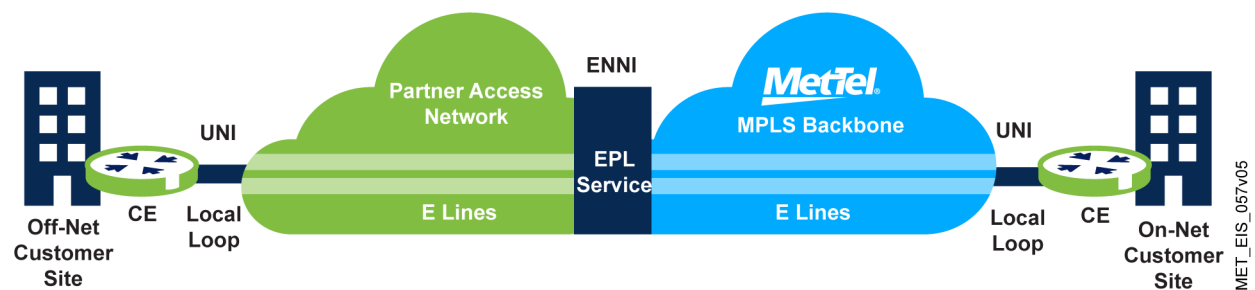 Off-Net
Customer
Site
CE
UNI
Local
Loop
Partner Access
Network
E Lines
ENNI
EPL
Service
MetTel®
MPLS Backbone
E Lines
UNI
Local
Loop
CE
On-Net
Customer
Site
MET_EIS_057v05